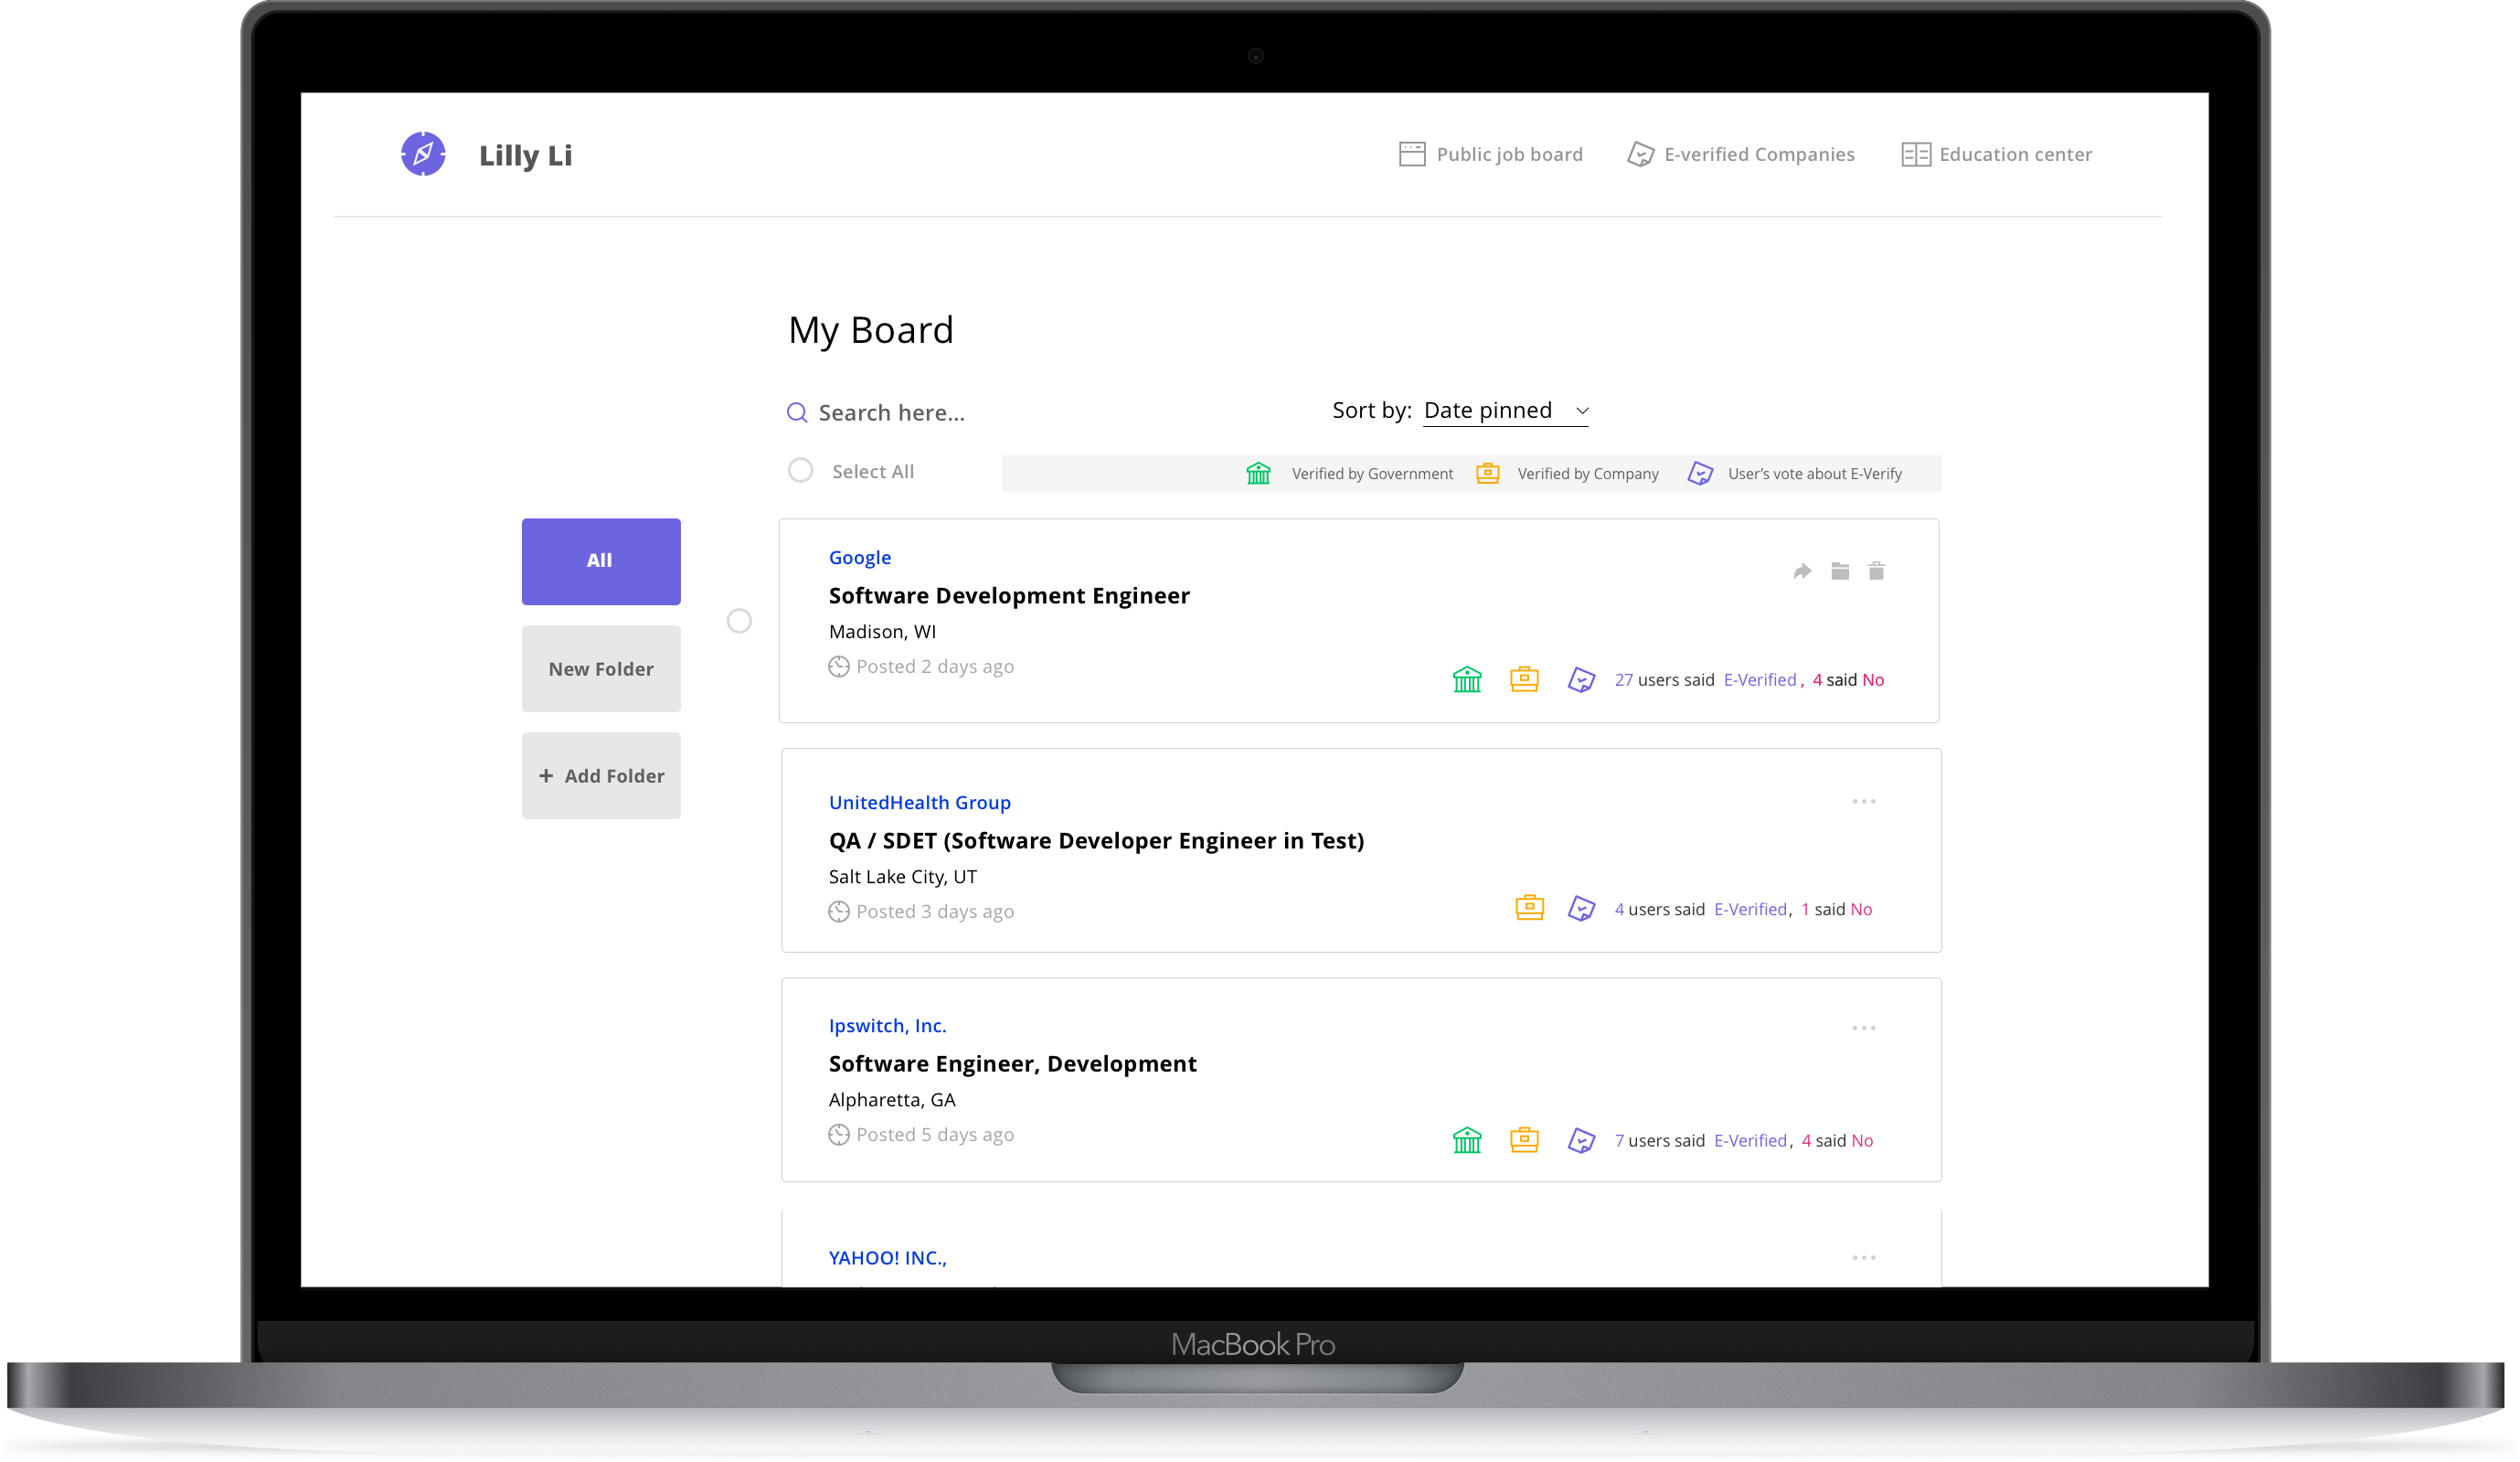 Lilly Li
Public job board
E-verified Companies
Education center
My Board
Search here...
Sort by: Date pinned
Select All
Verified by Government
Verified by Company
User's vote about E-Verify
All
New Folder
+ Add Folder
Google
Software Development Engineer
Madison, WI
Posted 2 days ago
27 users said E-Verified, 4 said No
UnitedHealth Group
QA / SDET (Software Developer Engineer in Test)
Salt Lake City, UT
Posted 3 days ago
4 users said E-Verified, 1 said No
Ipswitch, Inc.
Software Engineer, Development
Alpharetta, GA
Posted 5 days ago
7 users said E-Verified, 4 said No
YAHOO! INC.,
MacBook Pro